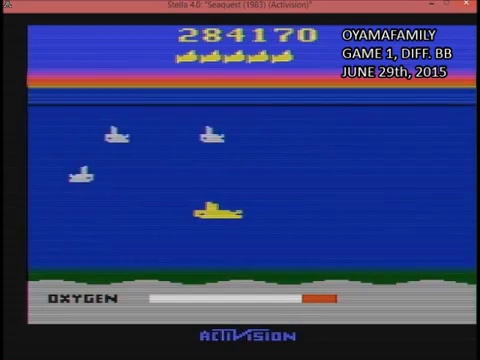 Stella 4.0: "Seaquest (1983) (Activision)"
284170
OYAMAFAMILY
GAME 1, DIFF. BB
JUNE 29th, 2015
OXYGEN
ACTIVISION